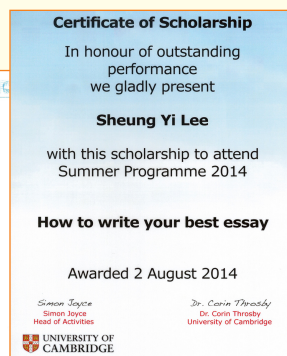 Certificate of Scholarship
In honour of outstanding
performance
we gladly present
Sheung Yi Lee
with this scholarship to attend
Summer Programme 2014
How to write your best essay
Awarded 2 August 2014
Simon Joyce
Dr. Corin Throsby
Simon Joyce
Dr. Corin Throsby
Head of Activities
University of Cambridge
UNIVERSITY OF
CAMBRIDGE